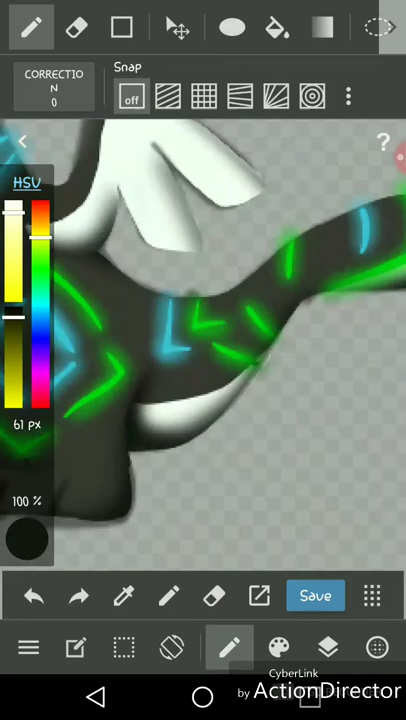 CORRECTIO
N
0
Snap
off
?
HSV
61 px
100 %
Save
CyberLink
by ActionDirector